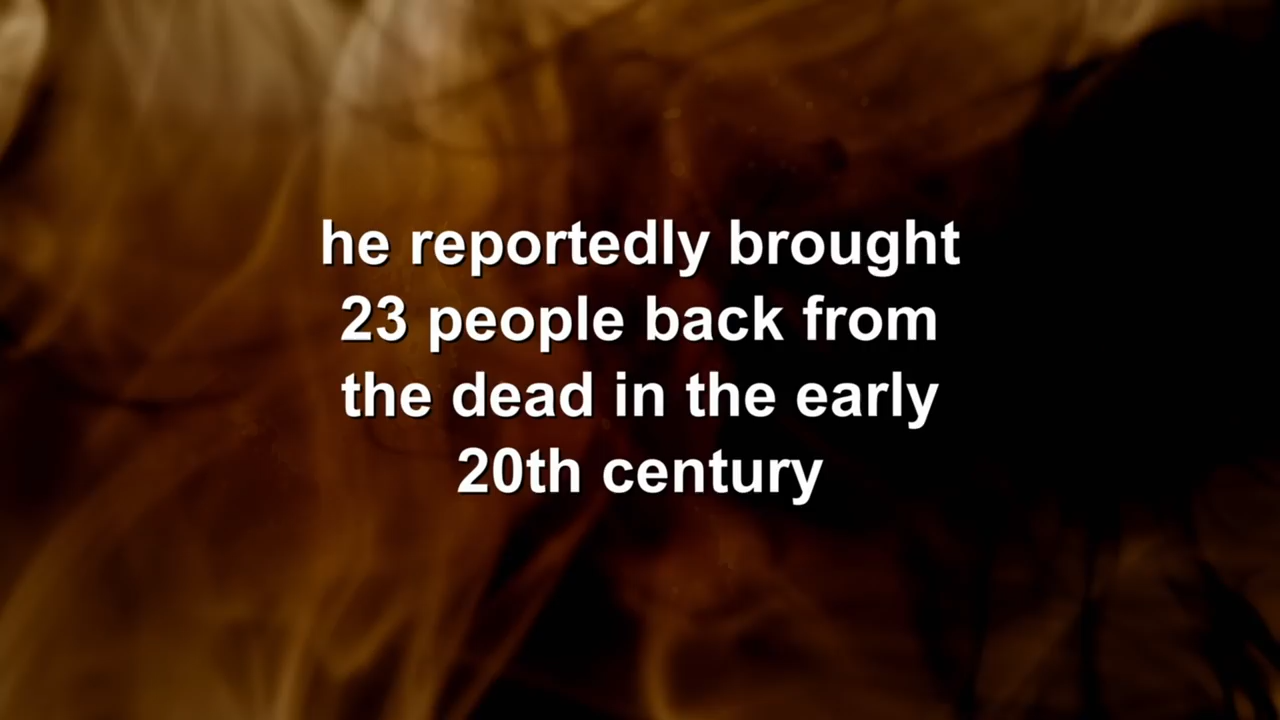 he reportedly brought
23 people back from
the dead in the early
20th century